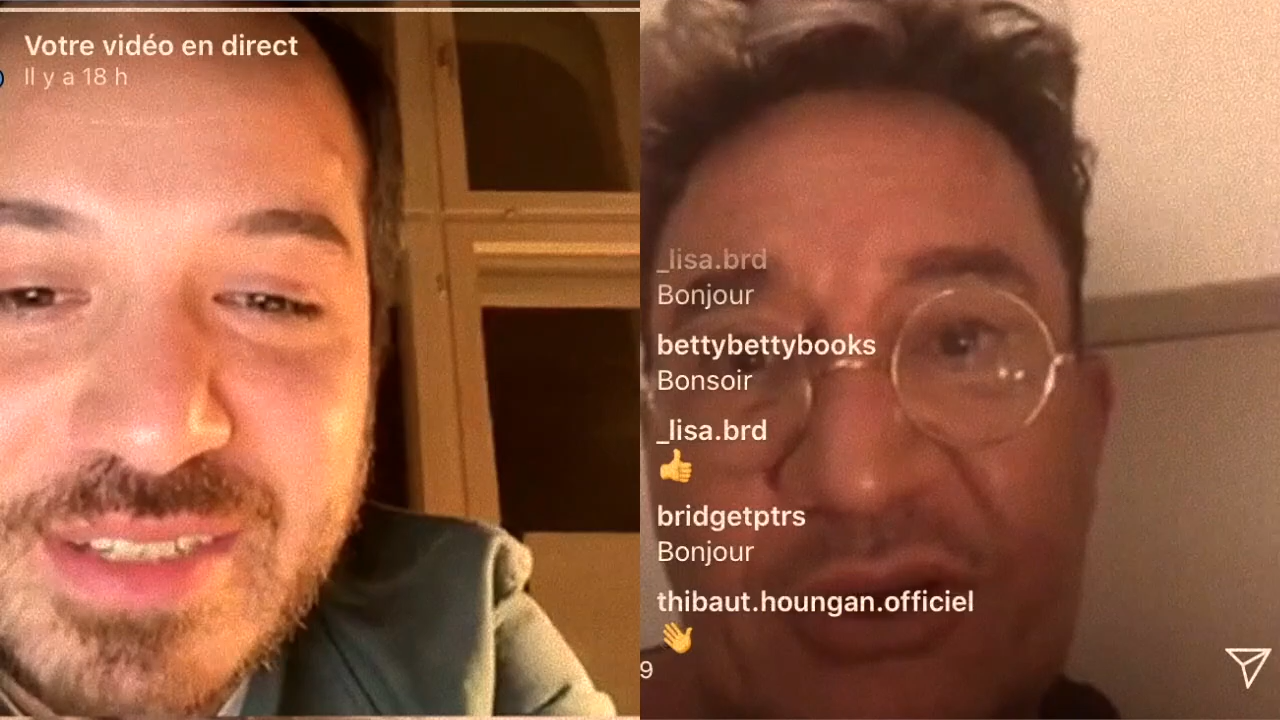 Votre vidéo en direct
Il y a 18 h
_lisa.brd
Bonjour
bettybettybooks
Bonsoir
_lisa.brd
👍
bridgetptrs
Bonjour
thibaut.houngan.officiel
👋
9